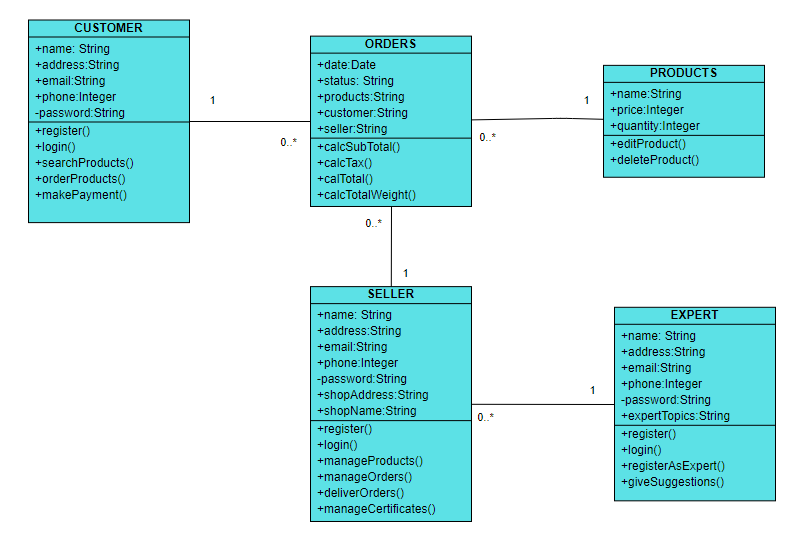 CUSTOMER
+name: String
+address:String
+email:String
+phone:Integer
-password:String
+register()
+login()
+searchProducts()
+orderProducts()
+makePayment()
1
0..*
ORDERS
+date:Date
+status: String
+products:String
+customer:String
+seller:String
+calcSubTotal()
+calcTax()
+calTotal()
+calcTotalWeight()
1
0..*
PRODUCTS
+name:String
+price:Integer
+quantity:Integer
+editProduct()
+deleteProduct()
0..*
1
SELLER
+name: String
+address:String
+email:String
+phone:Integer
-password:String
+shopAddress:String
+shopName:String
+register()
+login()
+manageProducts()
+manageOrders()
+deliverOrders()
+manageCertificates()
1
0..*
EXPERT
+name: String
+address:String
+email:String
+phone:Integer
-password:String
+expertTopics:String
+register()
+login()
+registerAsExpert()
+giveSuggestions()